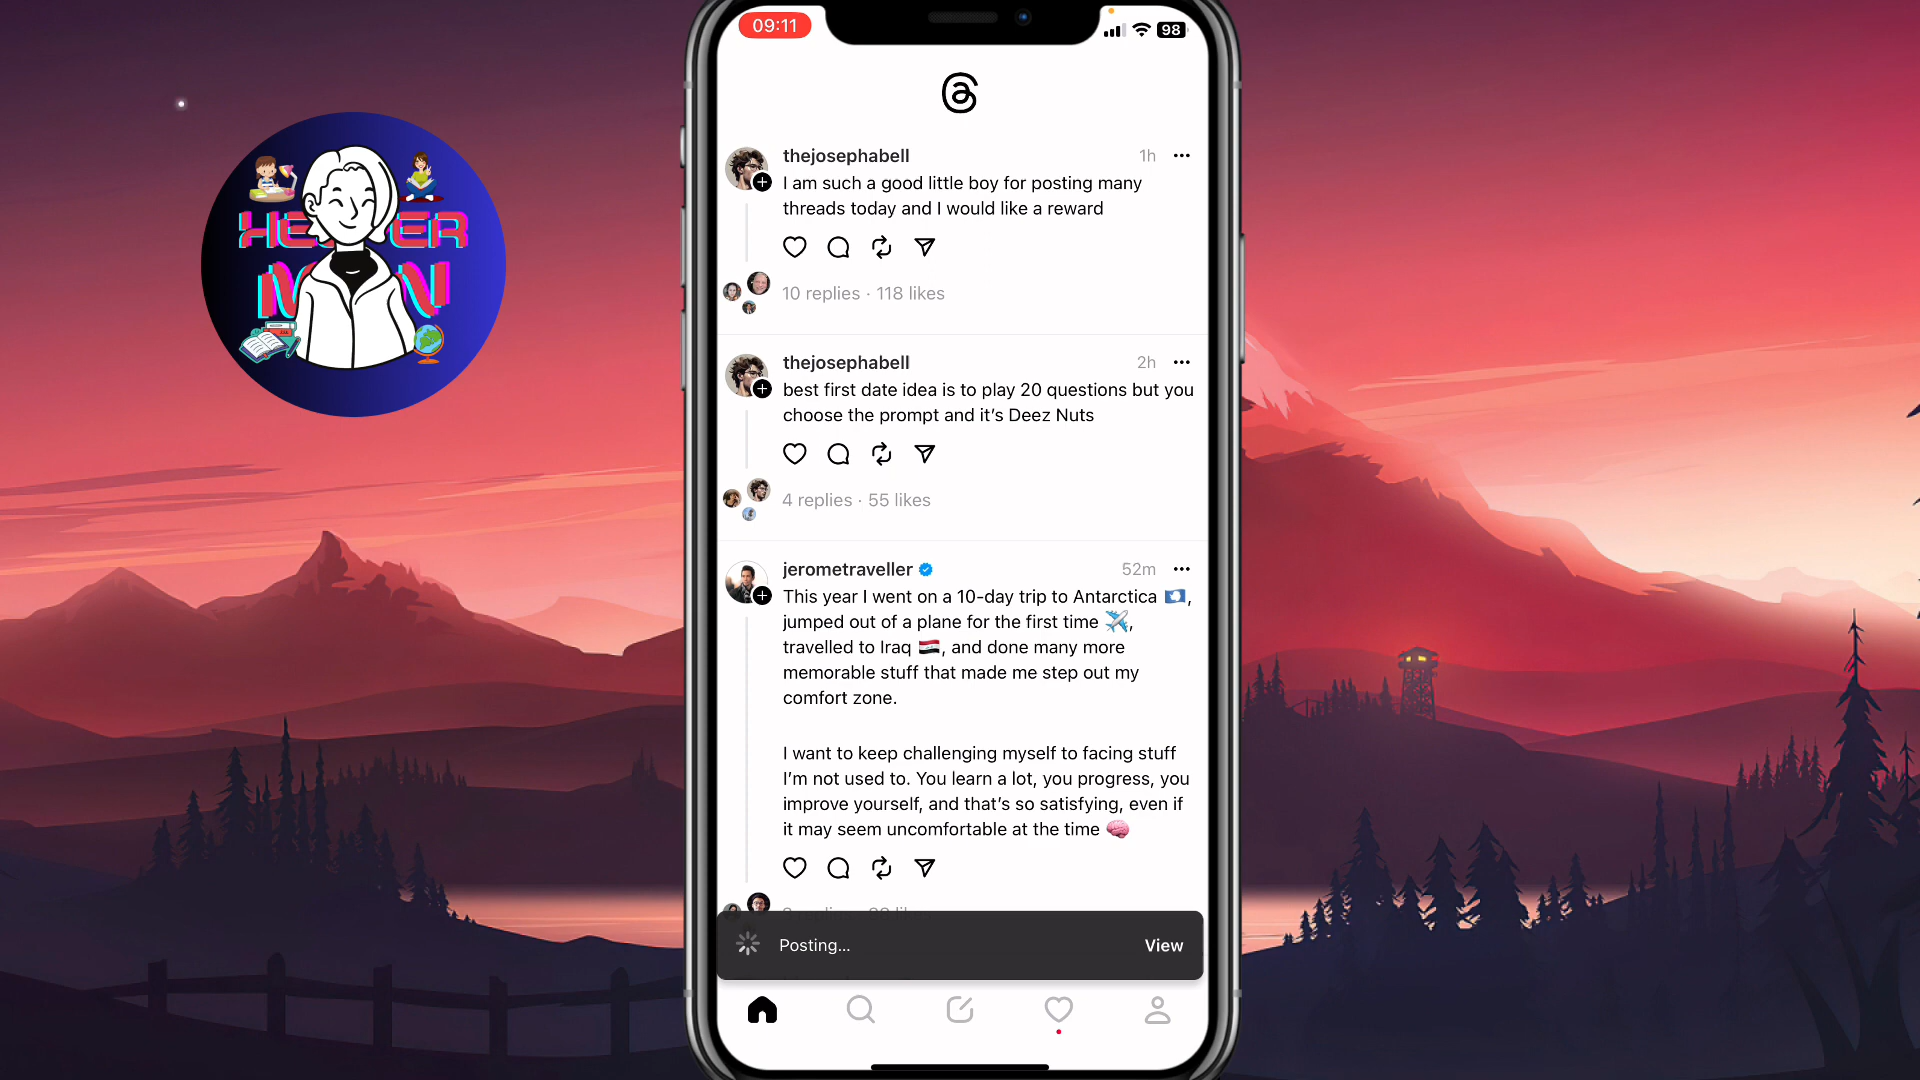 09:11
98
thejosephabell 1h
I am such a good little boy for posting many
threads today and I would like a reward
10 replies · 118 likes
thejosephabell 2h
best first date idea is to play 20 questions but you
choose the prompt and it’s Deez Nuts
4 replies · 55 likes
jerometraveller 52m
This year I went on a 10-day trip to Antarctica 🇦🇶,
jumped out of a plane for the first time ✈️,
travelled to Iraq 🇮🇶, and done many more
memorable stuff that made me step out my
comfort zone.
I want to keep challenging myself to facing stuff
I’m not used to. You learn a lot, you progress, you
improve yourself, and that’s so satisfying, even if
it may seem uncomfortable at the time 🧠
Posting... View